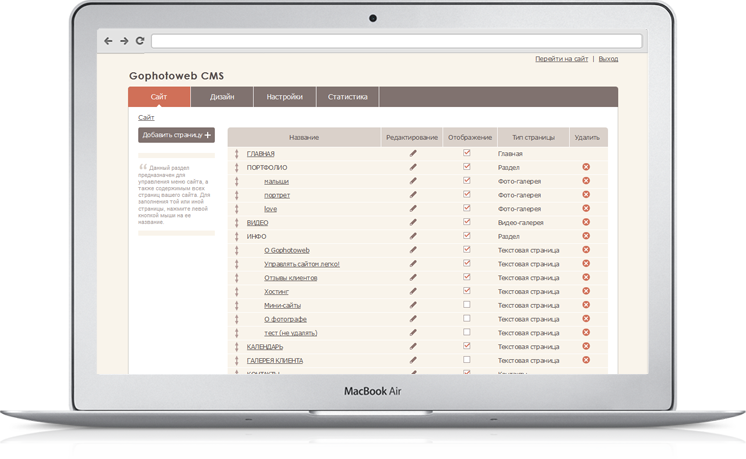 Перейти на сайт | Выход
Gophotoweb CMS
Сайт Дизайн Настройки Статистика
Сайт
Добавить страницу +
“ Данный раздел
предназначен для
управления меню сайта, а
также содержимым всех
страниц вашего сайта. Для
заполнения той или иной
страницы, нажмите левой
кнопкой мыши на ее
название.
Название Редактирование Отображение Тип страницы Удалить
ГЛАВНАЯ Главная
ПОРТФОЛИО Раздел
малыши Фото-галерея
портрет Фото-галерея
love Фото-галерея
ВИДЕО Видео-галерея
ИНФО Раздел
О Gophotoweb Текстовая страница
Управлять сайтом легко! Текстовая страница
Отзывы клиентов Текстовая страница
Хостинг Текстовая страница
Мини-сайты Текстовая страница
О фотографе Текстовая страница
тест (не удалять) Текстовая страница
КАЛЕНДАРЬ Текстовая страница
ГАЛЕРЕЯ КЛИЕНТА Текстовая страница
MacBook Air